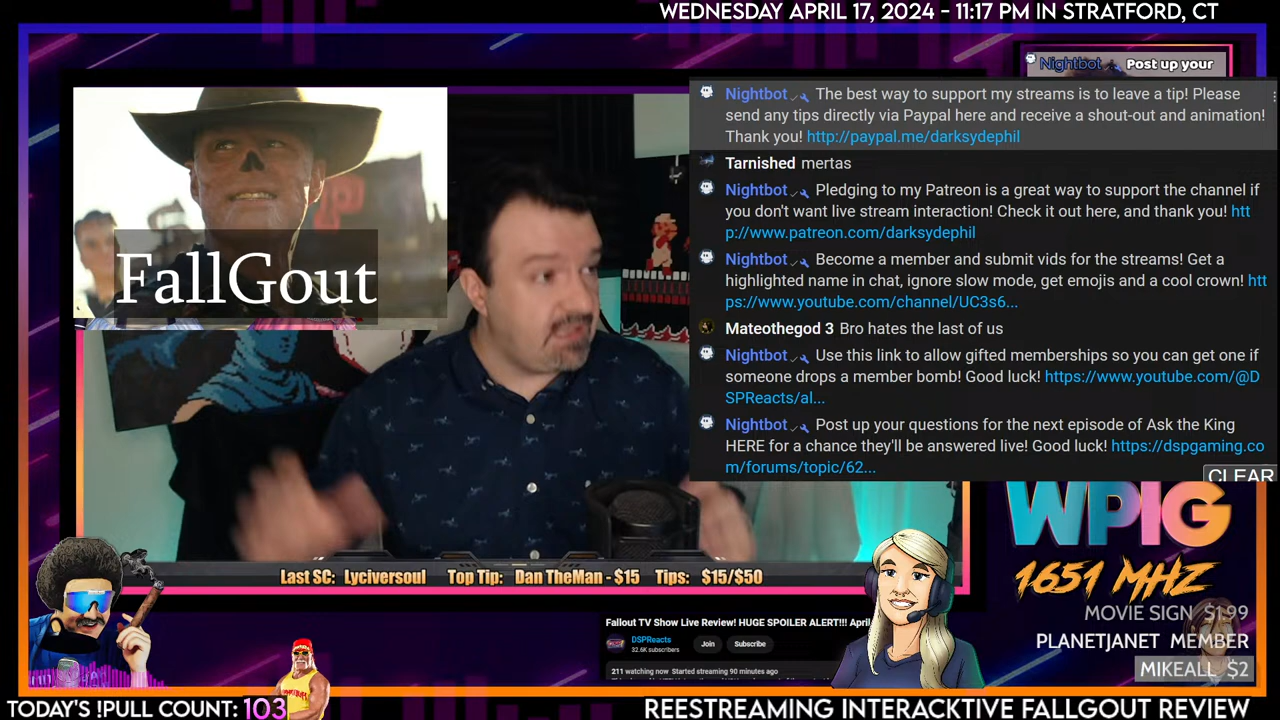 WEDNESDAY APRIL 17, 2024 - 11:17 PM IN STRATFORD, CT
Nightbot Post up your
Nightbot The best way to support my streams is to leave a tip! Please
send any tips directly via Paypal here and receive a shout-out and animation!
Thank you! http://paypal.me/darksydephil
Tarnished mertas
Nightbot Pledging to my Patreon is a great way to support the channel if
you don't want live stream interaction! Check it out here, and thank you! htt
p://www.patreon.com/darksydephil
Nightbot Become a member and submit vids for the streams! Get a
highlighted name in chat, ignore slow mode, get emojis and a cool crown! htt
ps://www.youtube.com/channel/UC3s6...
Mateothegod 3 Bro hates the last of us
Nightbot Use this link to allow gifted memberships so you can get one if
someone drops a member bomb! Good luck! https://www.youtube.com/@D
SPReacts/al...
Nightbot Post up your questions for the next episode of Ask the King
HERE for a chance they'll be answered live! Good luck! https://dspgaming.co
m/forums/topic/62...
CLEAR
FallGout
Last SC: Lyciversoul Top Tip: Dan TheMan - $15 Tips: $15/$50
WPIG
1651 MHZ
MOVIE SIGN $1.99
PLANETJANET MEMBER
MIKEALL $2
Fallout TV Show Live Review! HUGE SPOILER ALERT!!! April
DSPReacts
32.6K subscribers
Join
Subscribe
211 watching now Started streaming 90 minutes ago
TODAY'S !PULL COUNT: 103
REESTREAMING INTERACKTIVE FALLGOUT REVIEW